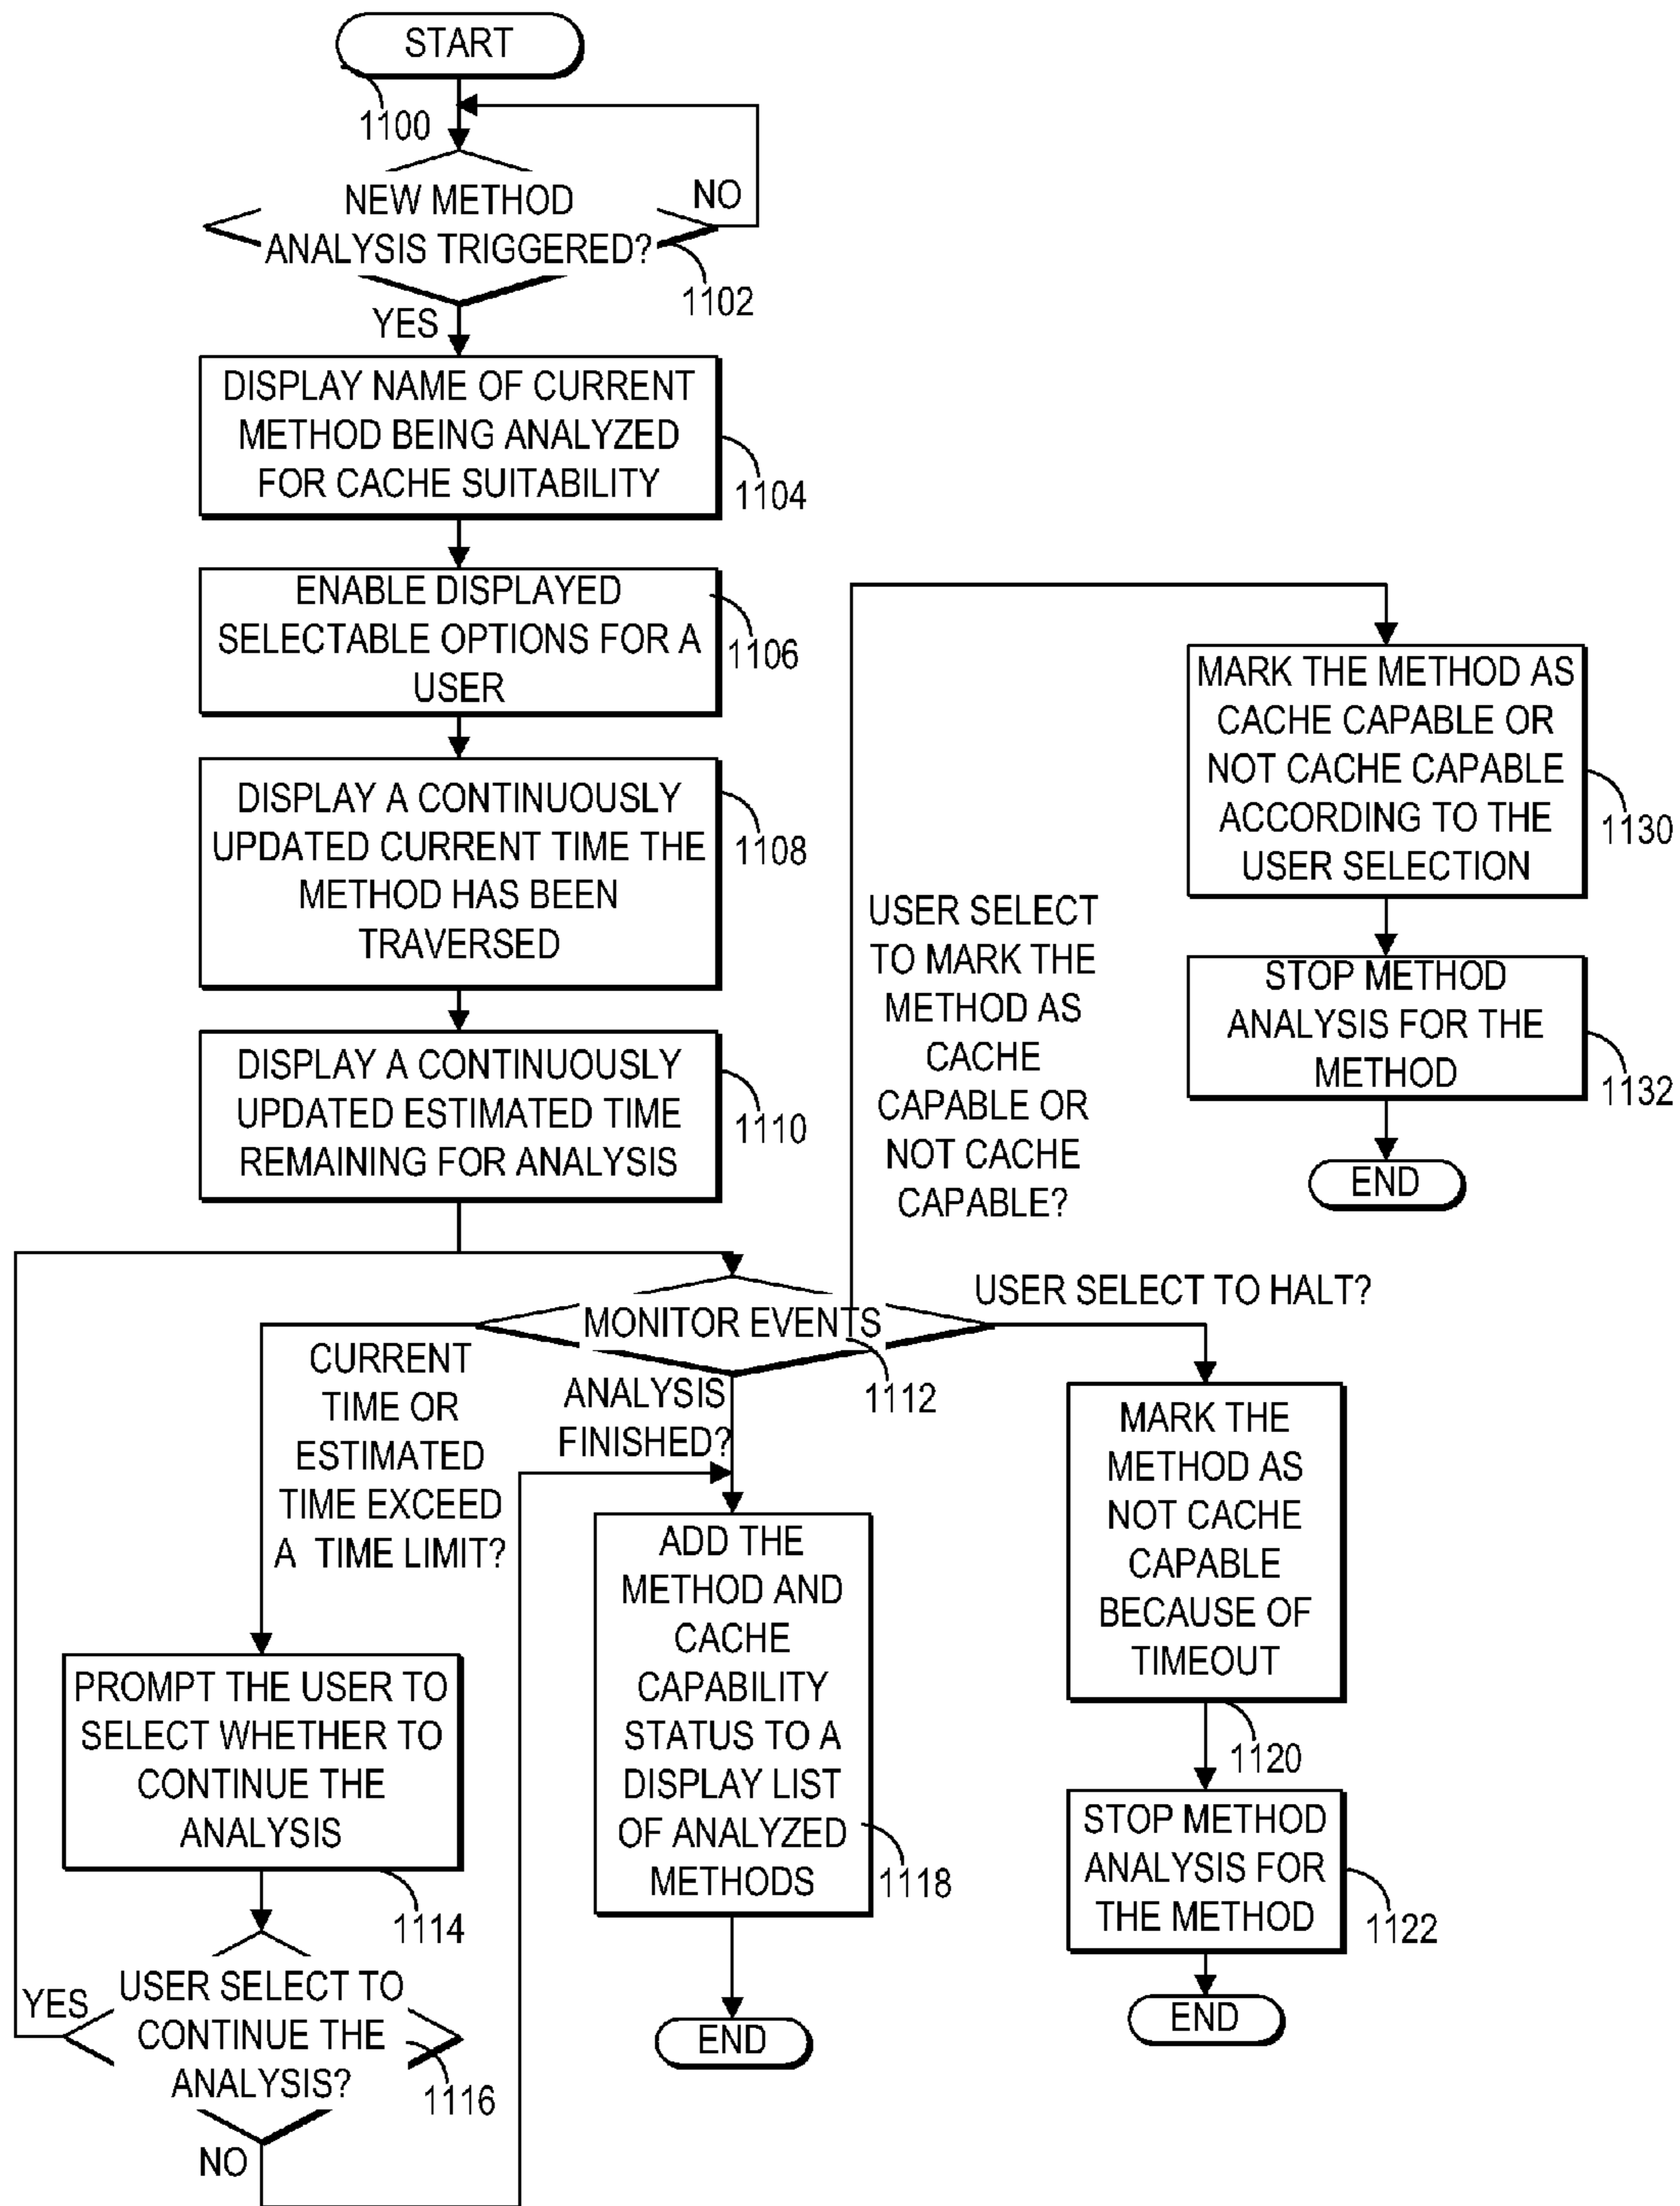 START
1100
NEW METHOD
ANALYSIS TRIGGERED?
NO
1102
YES
DISPLAY NAME OF CURRENT
METHOD BEING ANALYZED
FOR CACHE SUITABILITY
1104
ENABLE DISPLAYED
SELECTABLE OPTIONS FOR A
USER
1106
DISPLAY A CONTINUOUSLY
UPDATED CURRENT TIME THE
METHOD HAS BEEN
TRAVERSED
1108
DISPLAY A CONTINUOUSLY
UPDATED ESTIMATED TIME
REMAINING FOR ANALYSIS
1110
MONITOR EVENTS
1112
USER SELECT
TO MARK THE
METHOD AS
CACHE
CAPABLE OR
NOT CACHE
CAPABLE?
MARK THE METHOD AS
CACHE CAPABLE OR
NOT CACHE CAPABLE
ACCORDING TO THE
USER SELECTION
1130
STOP METHOD
ANALYSIS FOR THE
METHOD
1132
END
USER SELECT TO HALT?
MARK THE
METHOD AS
NOT CACHE
CAPABLE
BECAUSE OF
TIMEOUT
1120
STOP METHOD
ANALYSIS FOR
THE METHOD
1122
END
ANALYSIS
FINISHED?
ADD THE
METHOD AND
CACHE
CAPABILITY
STATUS TO A
DISPLAY LIST
OF ANALYZED
METHODS
1118
END
CURRENT
TIME OR
ESTIMATED
TIME EXCEED
A TIME LIMIT?
PROMPT THE USER TO
SELECT WHETHER TO
CONTINUE THE
ANALYSIS
1114
USER SELECT TO
CONTINUE THE
ANALYSIS?
1116
YES
NO